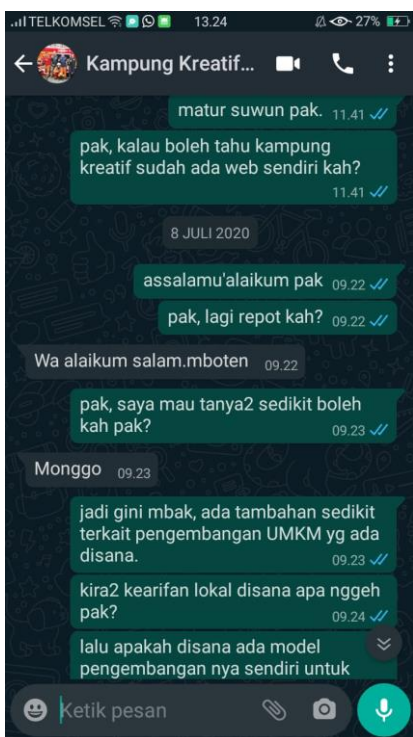 TELKOMSEL 13.24 27%
Kampung Kreatif...
matur suwun pak. 11.41
pak, kalau boleh tahu kampung
kreatif sudah ada web sendiri kah?
11.41
8 JULI 2020
assalamu'alaikum pak 09.22
pak, lagi repot kah? 09.22
Wa alaikum salam.mboten 09.22
pak, saya mau tanya2 sedikit boleh
kah pak? 09.23
Monggo 09.23
jadi gini mbak, ada tambahan sedikit
terkait pengembangan UMKM yg ada
disana. 09.23
kira2 kearifan lokal disana apa nggeh
pak? 09.24
lalu apakah disana ada model
pengembangan nya sendiri untuk
Ketik pesan